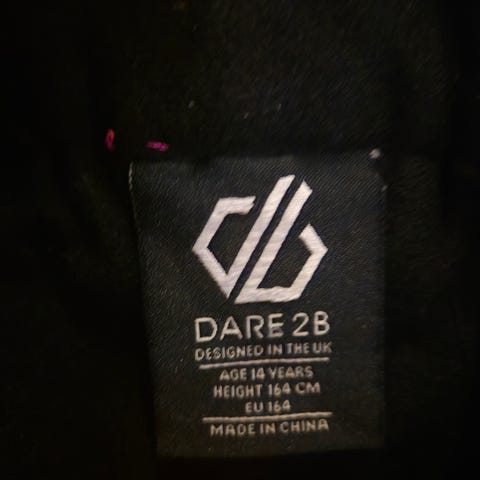 DARE 2B
DESIGNED IN THE UK
AGE 14 YEARS
HEIGHT 164 CM
EU 164
MADE IN CHINA